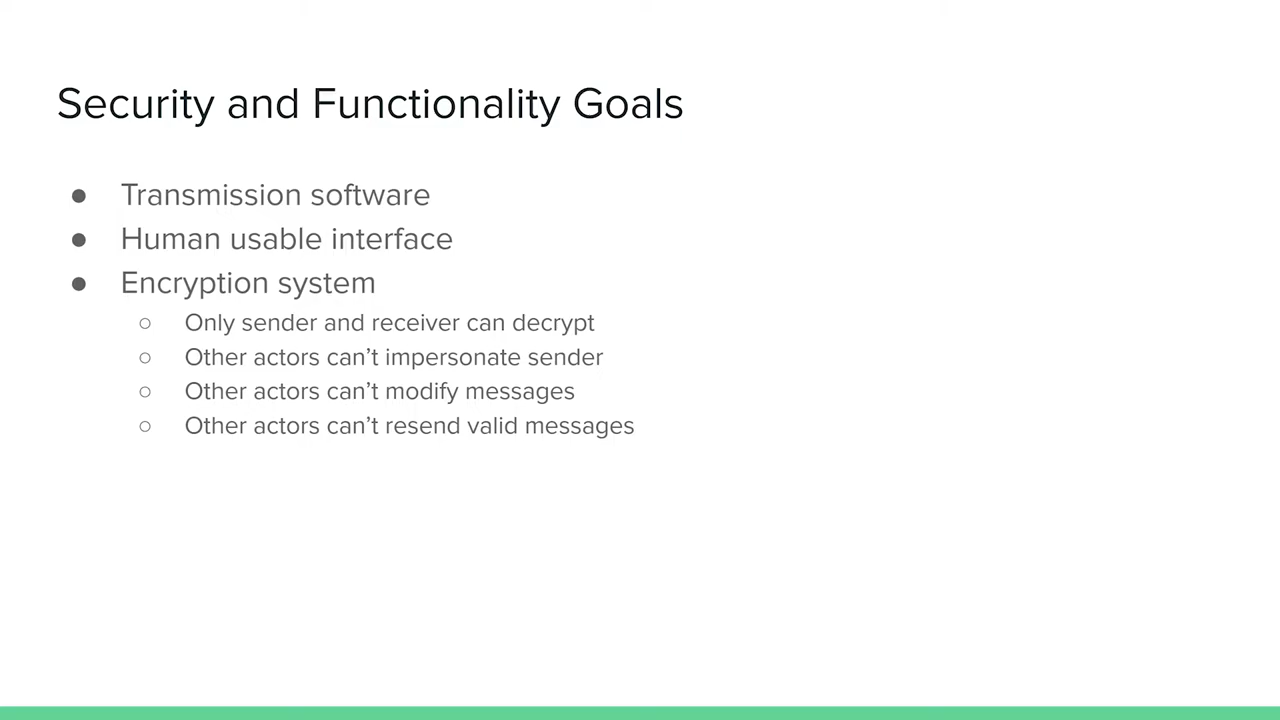 Security and Functionality Goals
● Transmission software
● Human usable interface
● Encryption system
○ Only sender and receiver can decrypt
○ Other actors can’t impersonate sender
○ Other actors can’t modify messages
○ Other actors can’t resend valid messages